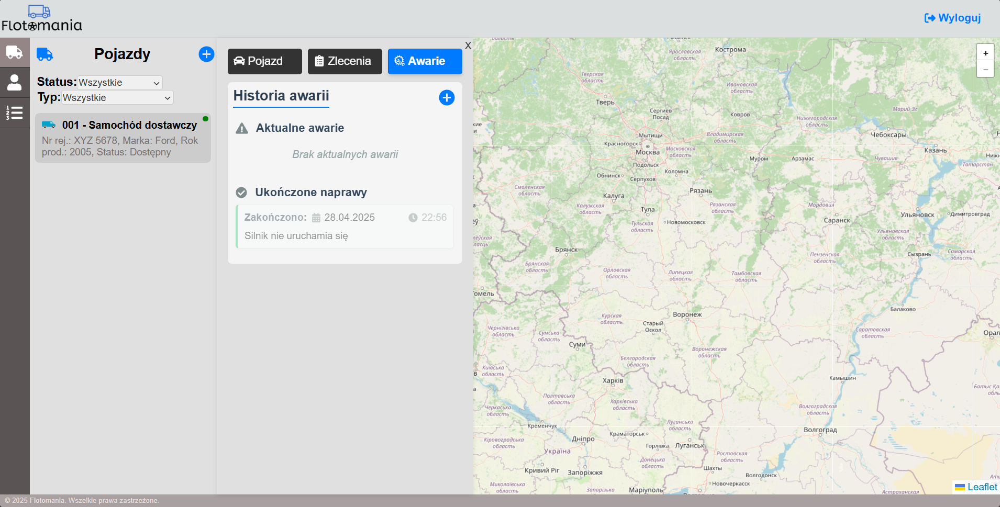 Flotomania
Wyloguj
Pojazdy
Status: Wszystkie
Typ: Wszystkie
001 - Samochód dostawczy
Nr rej.: XYZ 5678, Marka: Ford, Rok
prod.: 2005, Status: Dostępny
X
Pojazd
Zlecenia
Awarie
Historia awarii
Aktualne awarie
Brak aktualnych awarii
Ukończone naprawy
Zakończono: 28.04.2025 22:56
Silnik nie uruchamia się
+
−
Кострома
Ярославская
область
Тверская
область
Ивановская
область
Тверь
Сергиев
Посад
Ковров
Нижегородская
область
Марий Эл
Чебоксары
Мытищи
Красногорск
Москва
Московская
область
Владимирская
область
Подольск
Муром
Арзамас
Чувашия
Казань
Татарстан
Обнинск
Серпухов
Коломна
Смоленская
область
Калуга
Рязань
Калужская
область
Тула
Рязанская
область
Мордовия
Ульяновск
Димитровград
Саранск
Тульская
область
Новомосковск
Ульяновская
область
Брянск
Пензенская
область
Сызрань
Самарская
область
Брянская
область
Орловская
область
Липецкая
область
Тамбовская
область
Балаково
Курская
область
Воронеж
Старый
Оскол
Чернігівська
область
Сумська
область
Саратовская
область
Суми
Воронежская
область
Белгородская
область
Київська
область
Харків
Камышин
Полтавська
область
Харківська
область
Волгоградская
область
Черкаська
область
Луганська
область
Кременчук
Волгоград
Дніпро
Краматорськ
Кіровоградська
область
Україна
Горлівка
Луганськ
Ростовская
область
Донецька
область
Кривий Ріг
Запоріжжя
Шахты
Волгодонск
Новочеркасск
Миколаївська
область
Запорізька
Маріуполь
Астраханская
Leaflet
© 2025 Flotomania. Wszelkie prawa zastrzeżone.